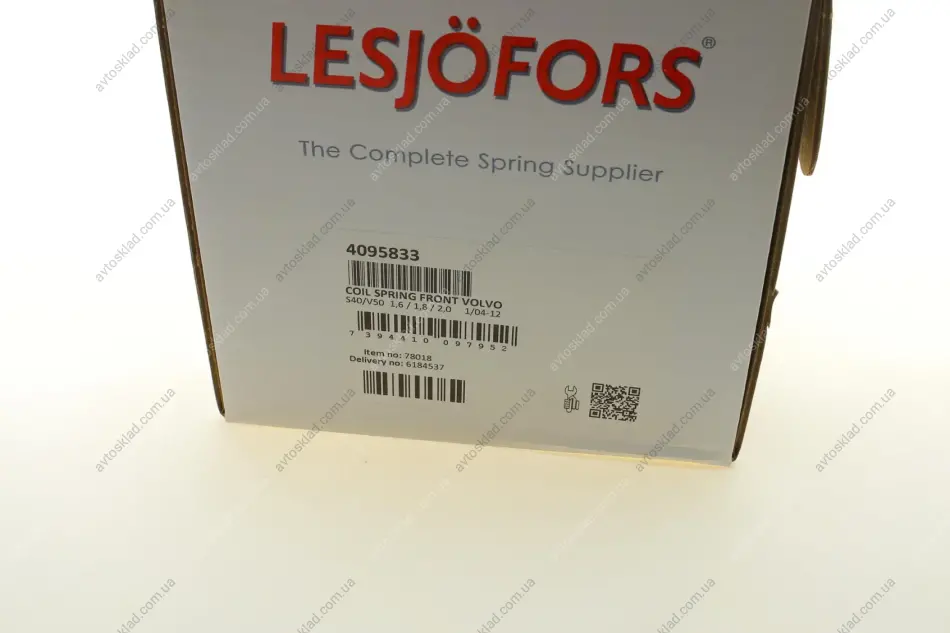 LESJÖFORS®
The Complete Spring Supplier
4095833
COIL SPRING FRONT VOLVO
S40/V50 1,6 / 1,8 / 2,0 1/04-12
7 394410 097952
Item no: 78018
Delivery no: 6184537
avtosklad.com.ua